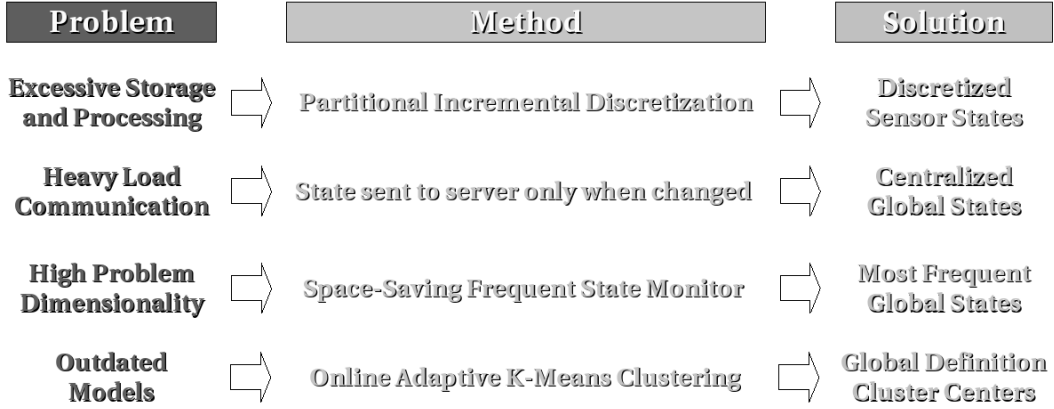 Problem
Method
Solution
Excessive Storage
and Processing
Partitional Incremental Discretization
Discretized
Sensor States
Heavy Load
Communication
State sent to server only when changed
Centralized
Global States
High Problem
Dimensionality
Space-Saving Frequent State Monitor
Most Frequent
Global States
Outdated
Models
Online Adaptive K-Means Clustering
Global Definition
Cluster Centers